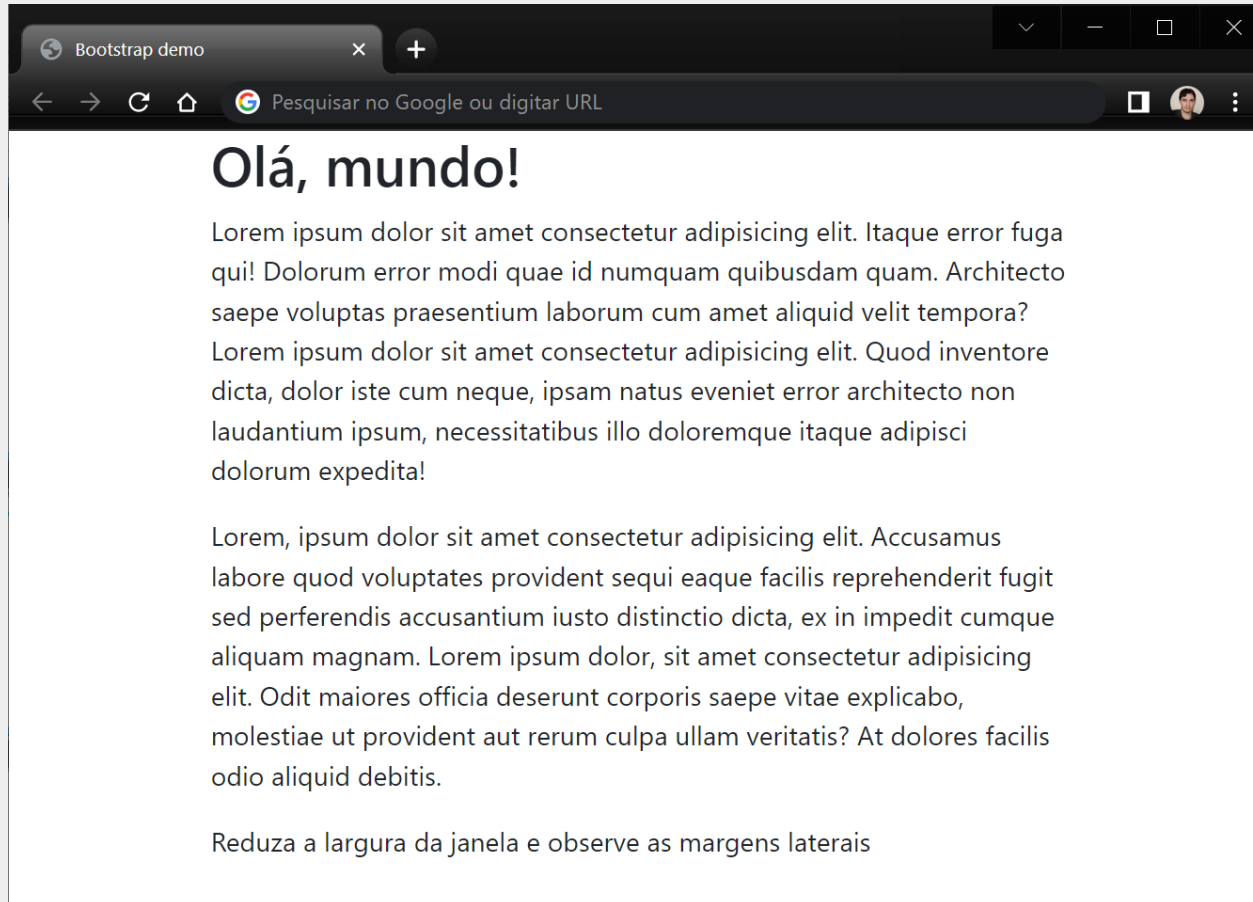 Bootstrap demo
Pesquisar no Google ou digitar URL
Olá, mundo!
Lorem ipsum dolor sit amet consectetur adipisicing elit. Itaque error fuga
qui! Dolorum error modi quae id numquam quibusdam quam. Architecto
saepe voluptas praesentium laborum cum amet aliquid velit tempora?
Lorem ipsum dolor sit amet consectetur adipisicing elit. Quod inventore
dicta, dolor iste cum neque, ipsam natus eveniet error architecto non
laudantium ipsum, necessitatibus illo doloremque itaque adipisci
dolorum expedita!
Lorem, ipsum dolor sit amet consectetur adipisicing elit. Accusamus
labore quod voluptates provident sequi eaque facilis reprehenderit fugit
sed perferendis accusantium iusto distinctio dicta, ex in impedit cumque
aliquam magnam. Lorem ipsum dolor, sit amet consectetur adipisicing
elit. Odit maiores officia deserunt corporis saepe vitae explicabo,
molestiae ut provident aut rerum culpa ullam veritatis? At dolores facilis
odio aliquid debitis.
Reduza a largura da janela e observe as margens laterais